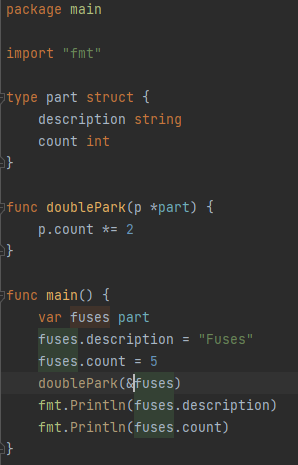 package main
import "fmt"
type part struct {
    description string
    count int
}
func doublePark(p *part) {
    p.count *= 2
}
func main() {
    var fuses part
    fuses.description = "Fuses"
    fuses.count = 5
    doublePark(&fuses)
    fmt.Println(fuses.description)
    fmt.Println(fuses.count)
}